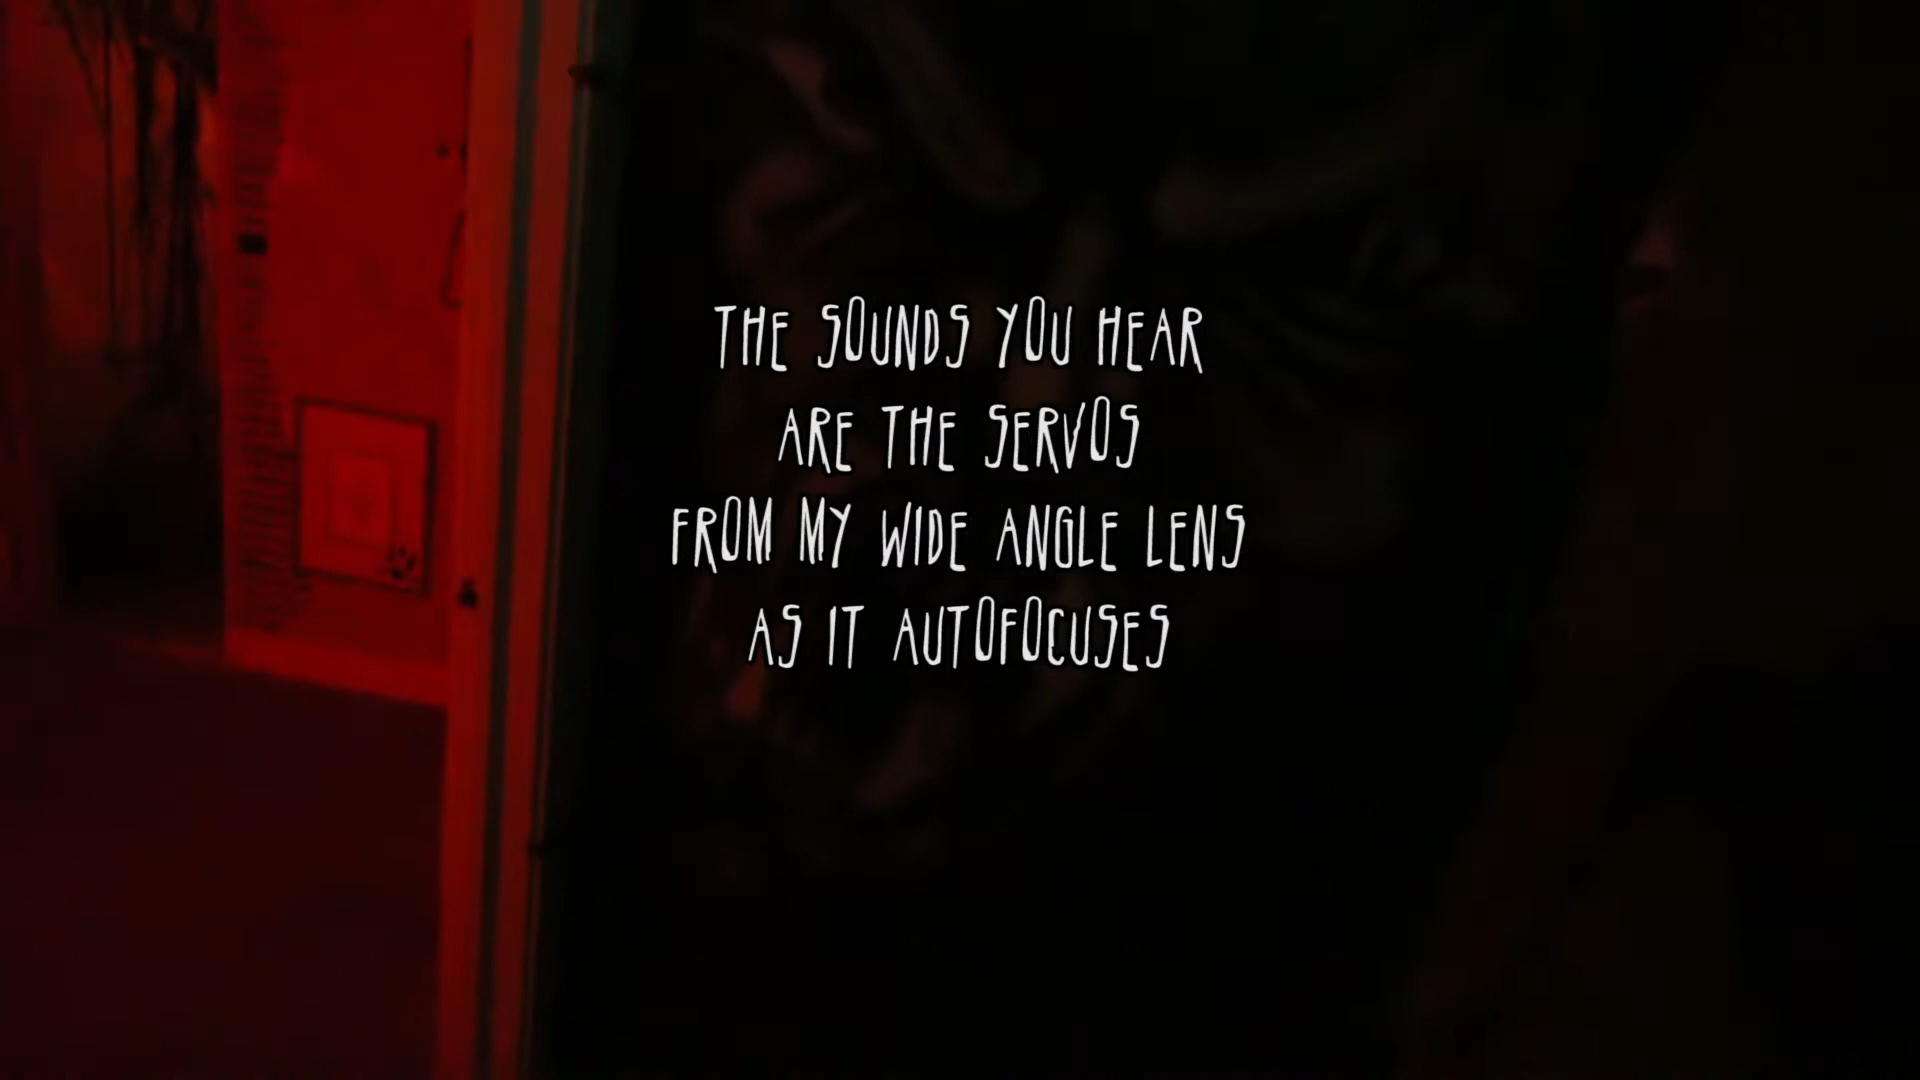 THE SOUNDS YOU HEAR
ARE THE SERVOS
FROM MY WIDE ANGLE LENS
AS IT AUTOFOCUSES